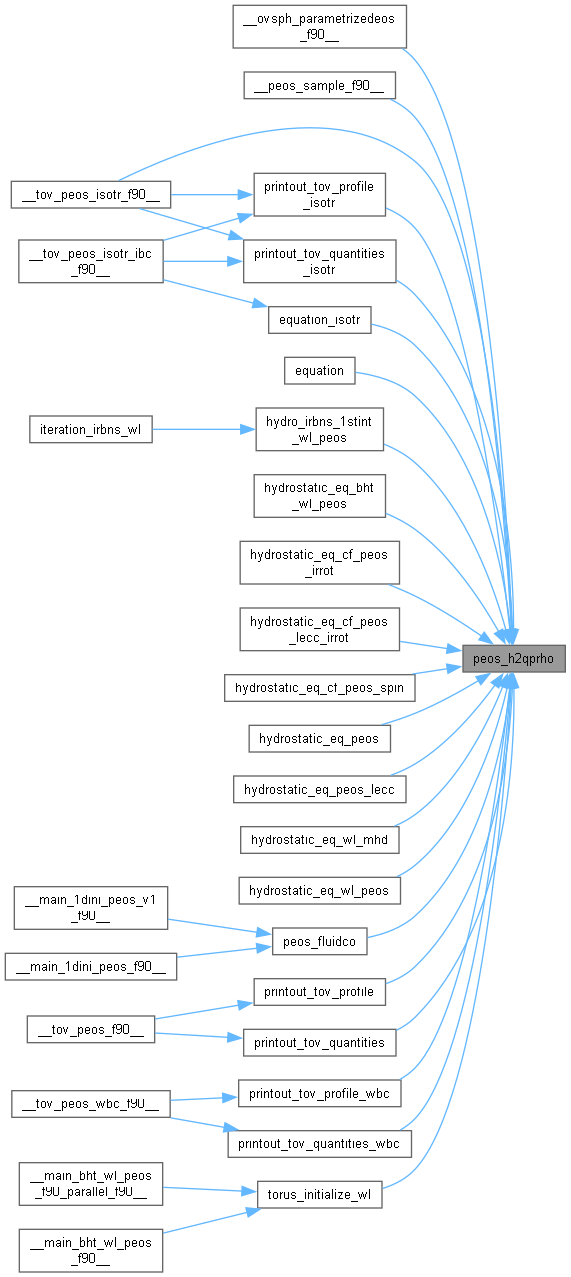 __ovsph_parametrizedeos
_f90__
__peos_sample_f90__
printout_tov_profile
_isotr
__tov_peos_isotr_f90__
__tov_peos_isotr_ibc
_f90__
printout_tov_quantities
_isotr
equation_isotr
equation
hydro_irbns_1stint
_wl_peos
iteration_irbns_wl
hydrostatic_eq_bht
_wl_peos
hydrostatic_eq_cf_peos
_irrot
hydrostatic_eq_cf_peos
_lecc_irrot
peos_h2qprho
hydrostatic_eq_cf_peos_spin
hydrostatic_eq_peos
hydrostatic_eq_peos_lecc
hydrostatic_eq_wl_mhd
hydrostatic_eq_wl_peos
__main_1dini_peos_v1
_f90__
peos_fluidco
__main_1dini_peos_f90__
printout_tov_profile
__tov_peos_f90__
printout_tov_quantities
printout_tov_profile_wbc
__tov_peos_wbc_f90__
printout_tov_quantities_wbc
__main_bht_wl_peos
_f90_parallel_f90__
torus_initialize_wl
__main_bht_wl_peos
_f90__